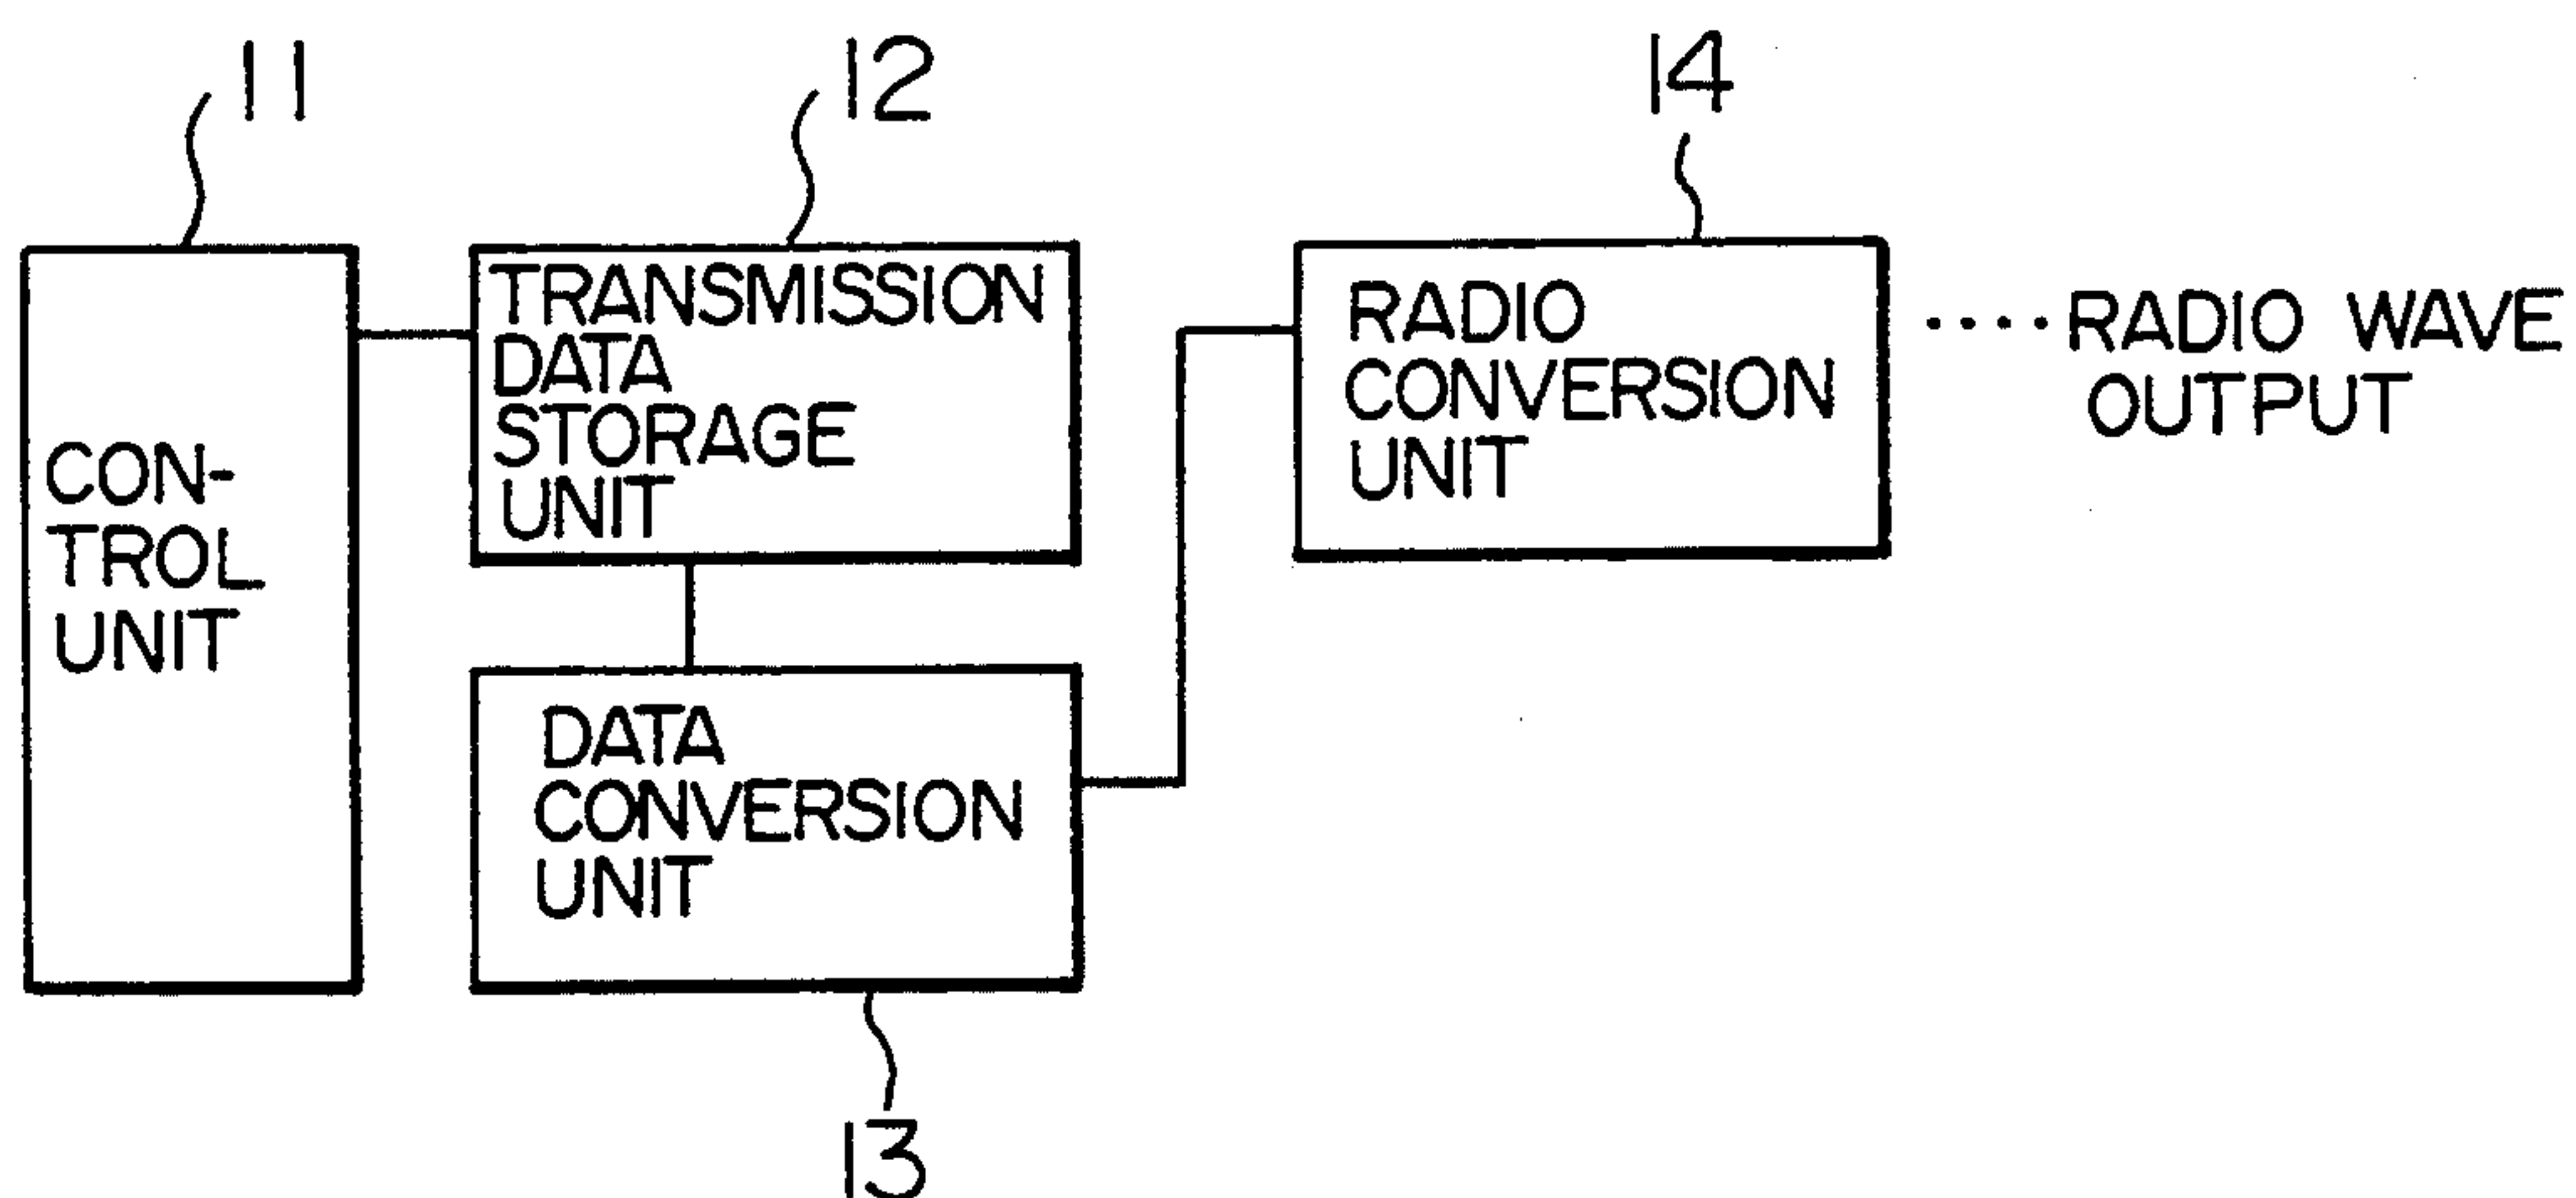 11
12
14
CON-
TROL
UNIT
TRANSMISSION
DATA
STORAGE
UNIT
RADIO
CONVERSION
UNIT
····RADIO WAVE
OUTPUT
DATA
CONVERSION
UNIT
13